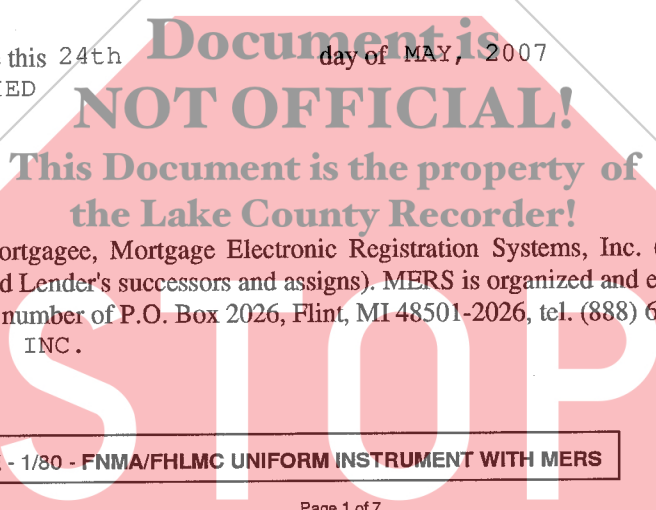 Document is
this 24th day of MAY, 2007
IED
NOT OFFICIAL!
This Document is the property of
the Lake County Recorder!
ortgagee, Mortgage Electronic Registration Systems, Inc. (
d Lender's successors and assigns). MERS is organized and e
number of P.O. Box 2026, Flint, MI 48501-2026, tel. (888) 6
INC.
STOP
- 1/80 - FNMA/FHLMC UNIFORM INSTRUMENT WITH MERS
Page 1 of 7